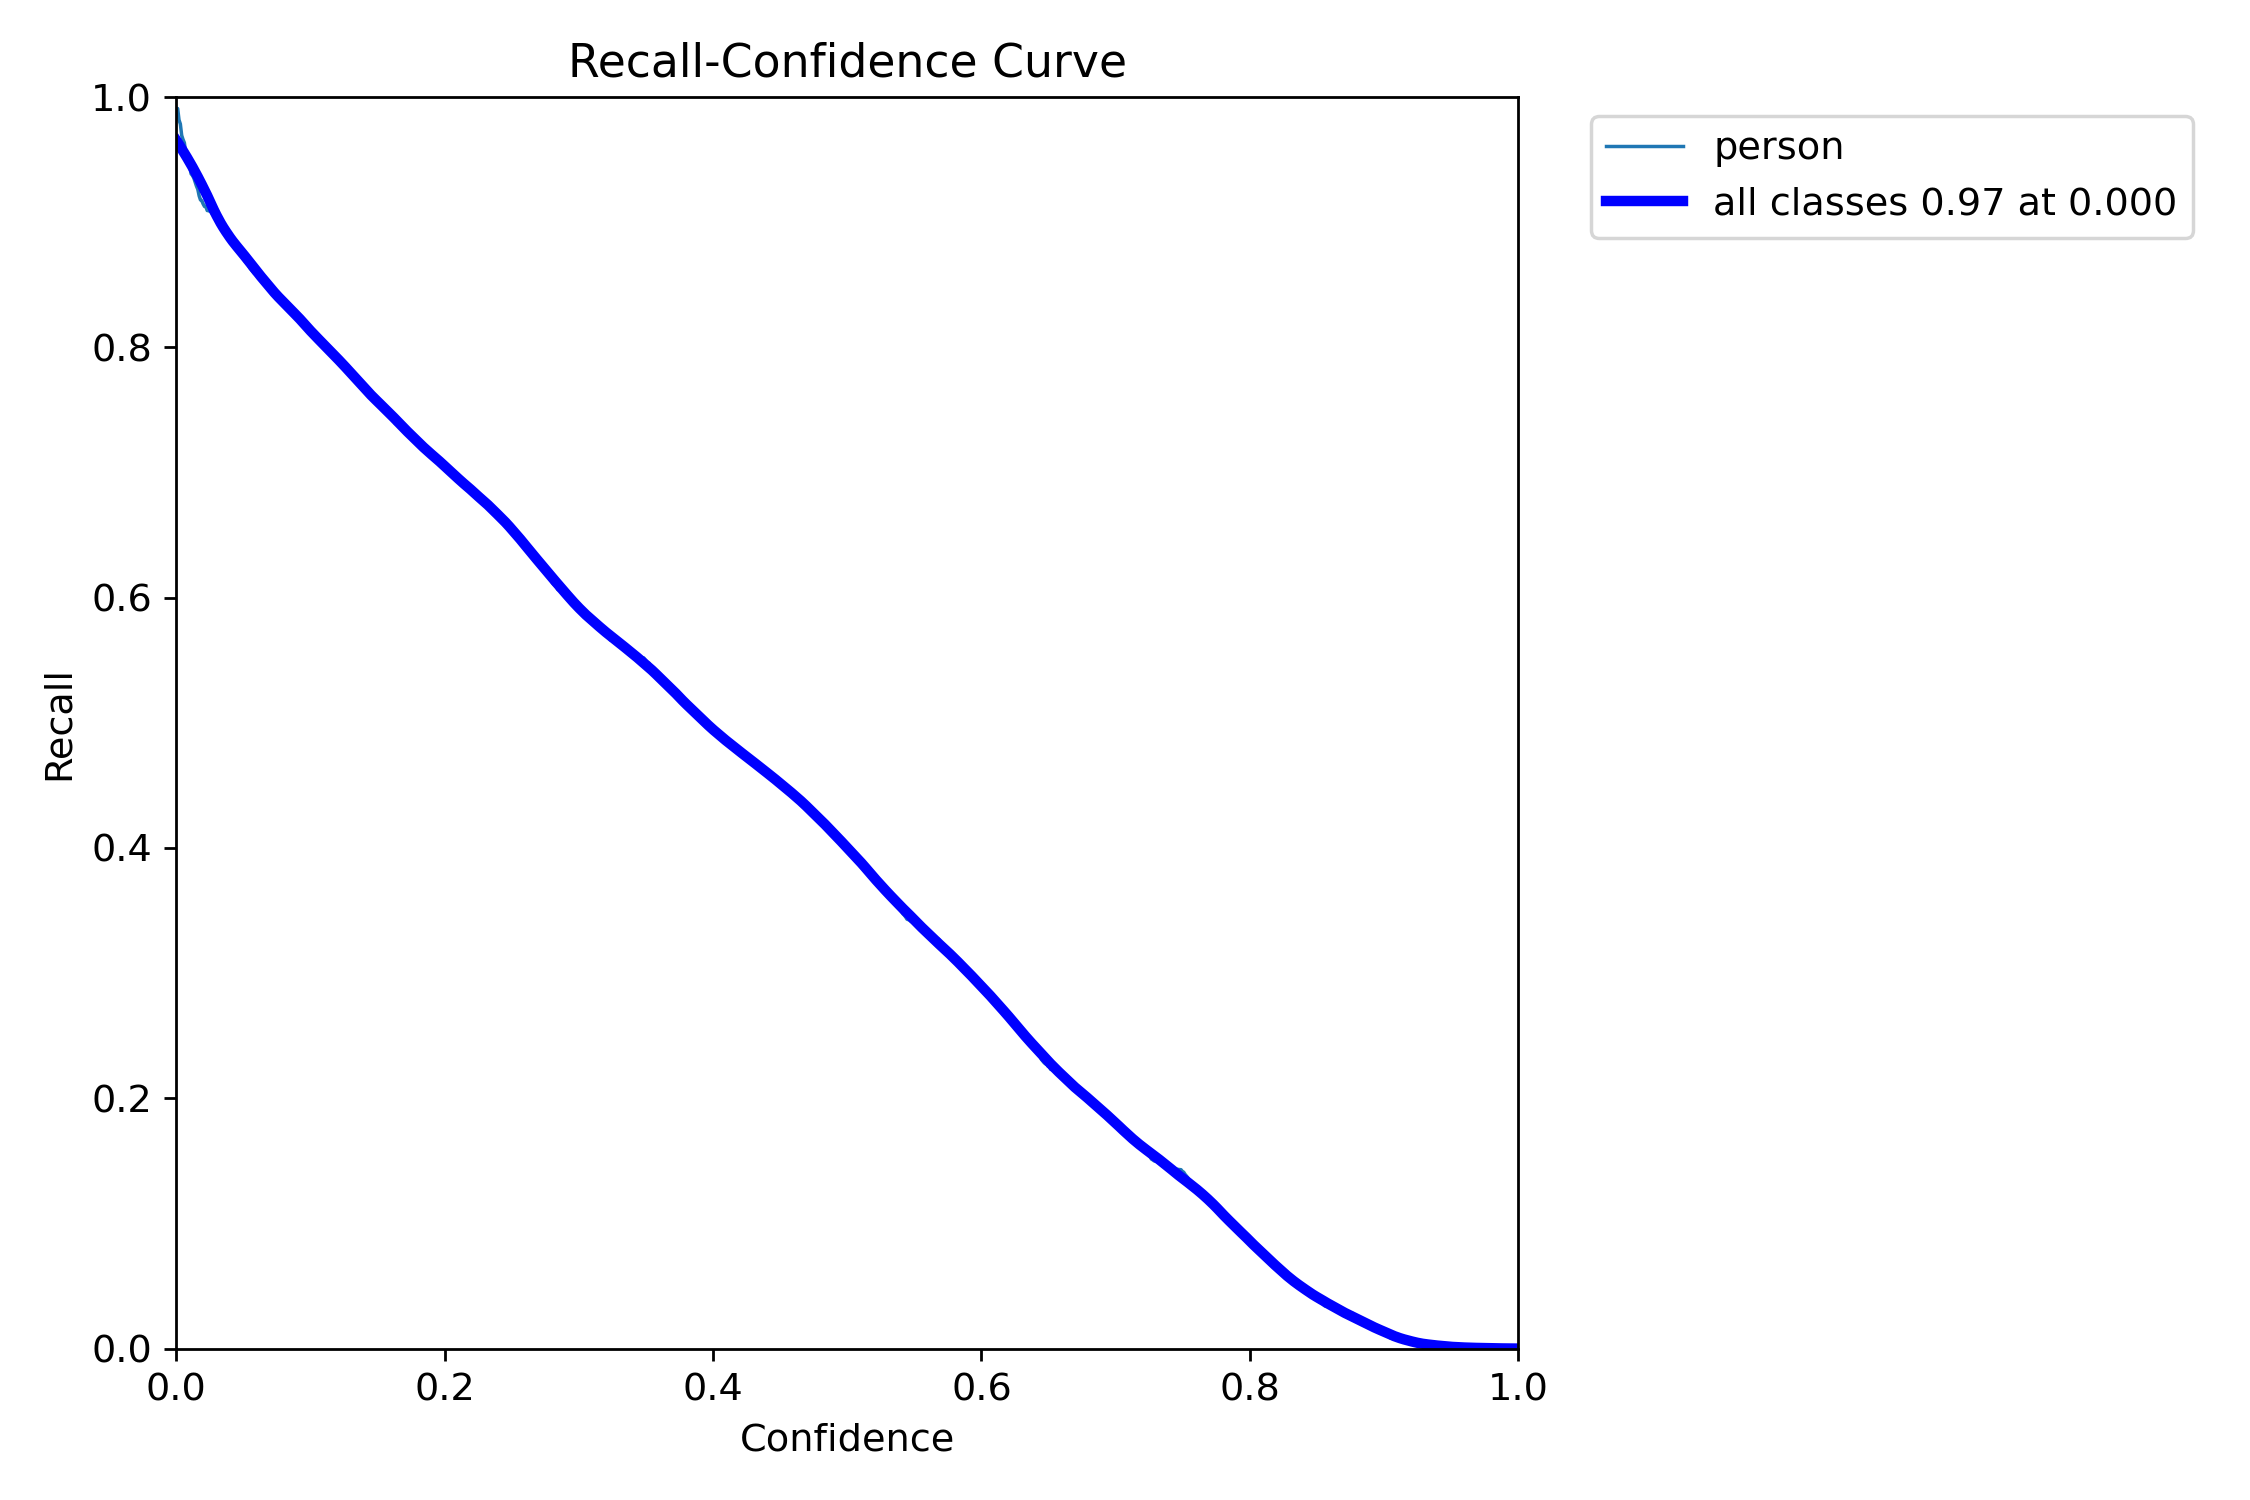 Recall-Confidence Curve
1.0
0.8
0.6
0.4
0.2
0.0
Recall
0.0 0.2 0.4 0.6 0.8 1.0
Confidence
person
all classes 0.97 at 0.000